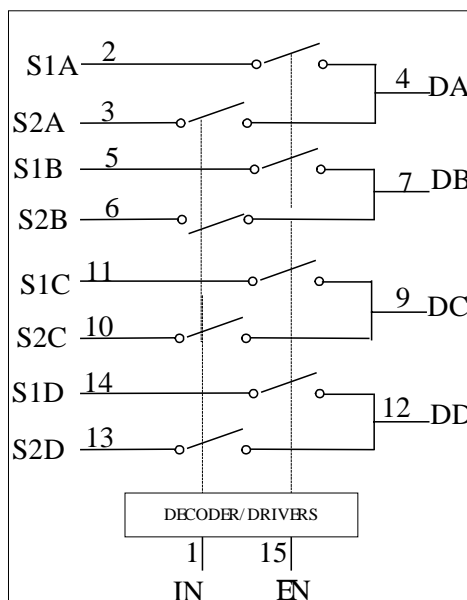 S1A 2
4 DA
S2A 3
S1B 5
7 DB
S2B 6
S1C 11
9 DC
S2C 10
S1D 14
12 DD
S2D 13
DECODER/DRIVERS
1 15
IN EN